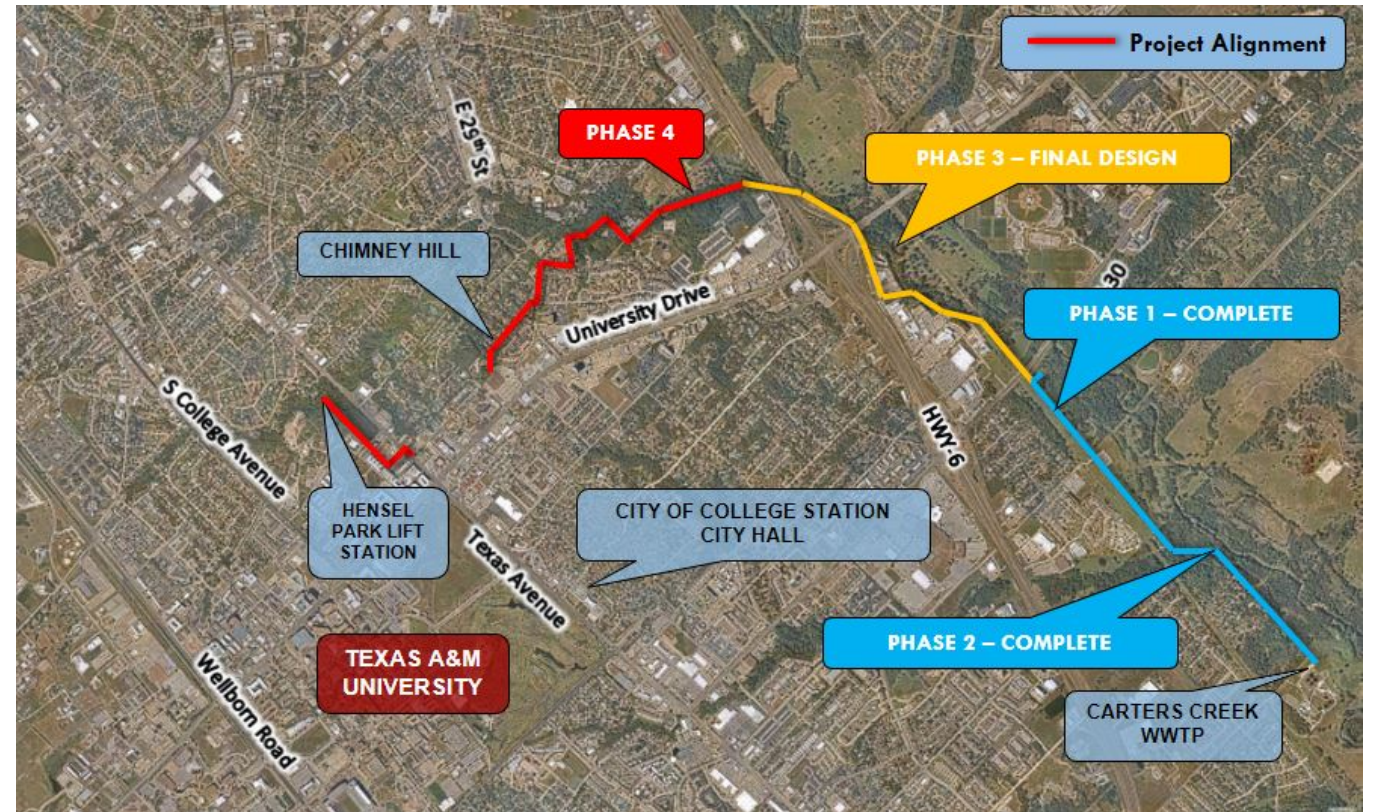 Project Alignment
E 29th St
PHASE 4
PHASE 3 – FINAL DESIGN
CHIMNEY HILL
30
University Drive
PHASE 1 – COMPLETE
S College Avenue
HWY-6
HENSEL
PARK LIFT
STATION
CITY OF COLLEGE STATION
CITY HALL
Texas Avenue
PHASE 2 – COMPLETE
TEXAS A&M
UNIVERSITY
Wellborn Road
CARTERS CREEK
WWTP